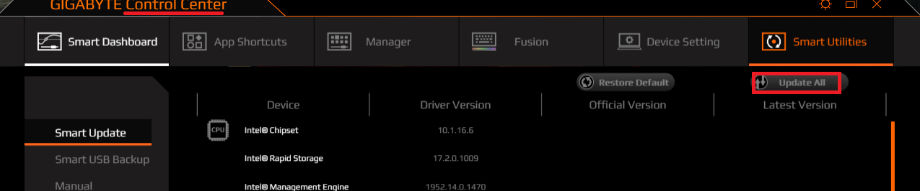 GIGABYTE Control Center
Smart Dashboard
App Shortcuts
Manager
Fusion
Device Setting
Smart Utilities
Restore Default
Update All
Device
Driver Version
Official Version
Latest Version
Smart Update
CPU
Intel® Chipset
10.1.16.6
Smart USB Backup
Intel® Rapid Storage
17.2.0.1009
Manual
Intel® Management Engine
1952.14.0.1470